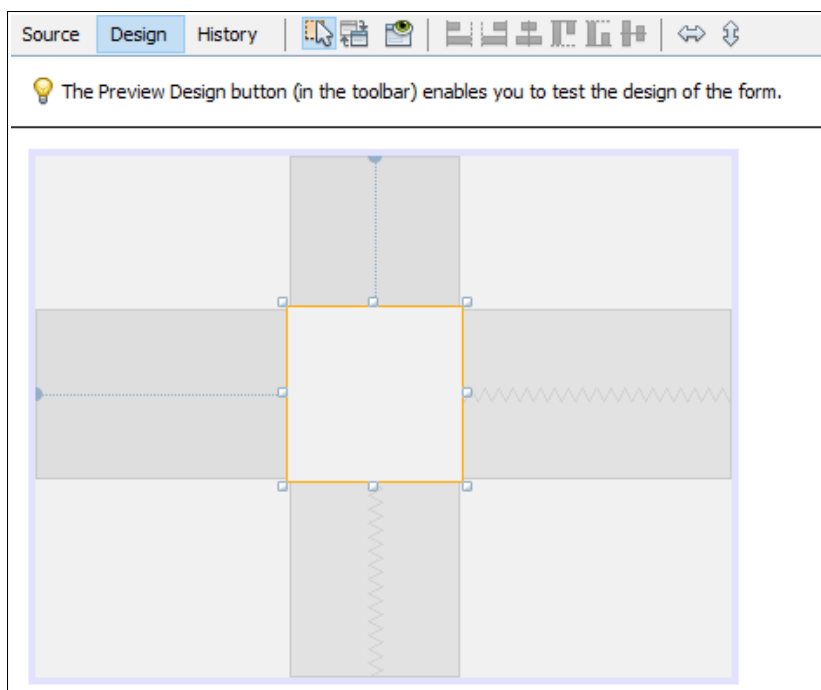 Source Design History
The Preview Design button (in the toolbar) enables you to test the design of the form.